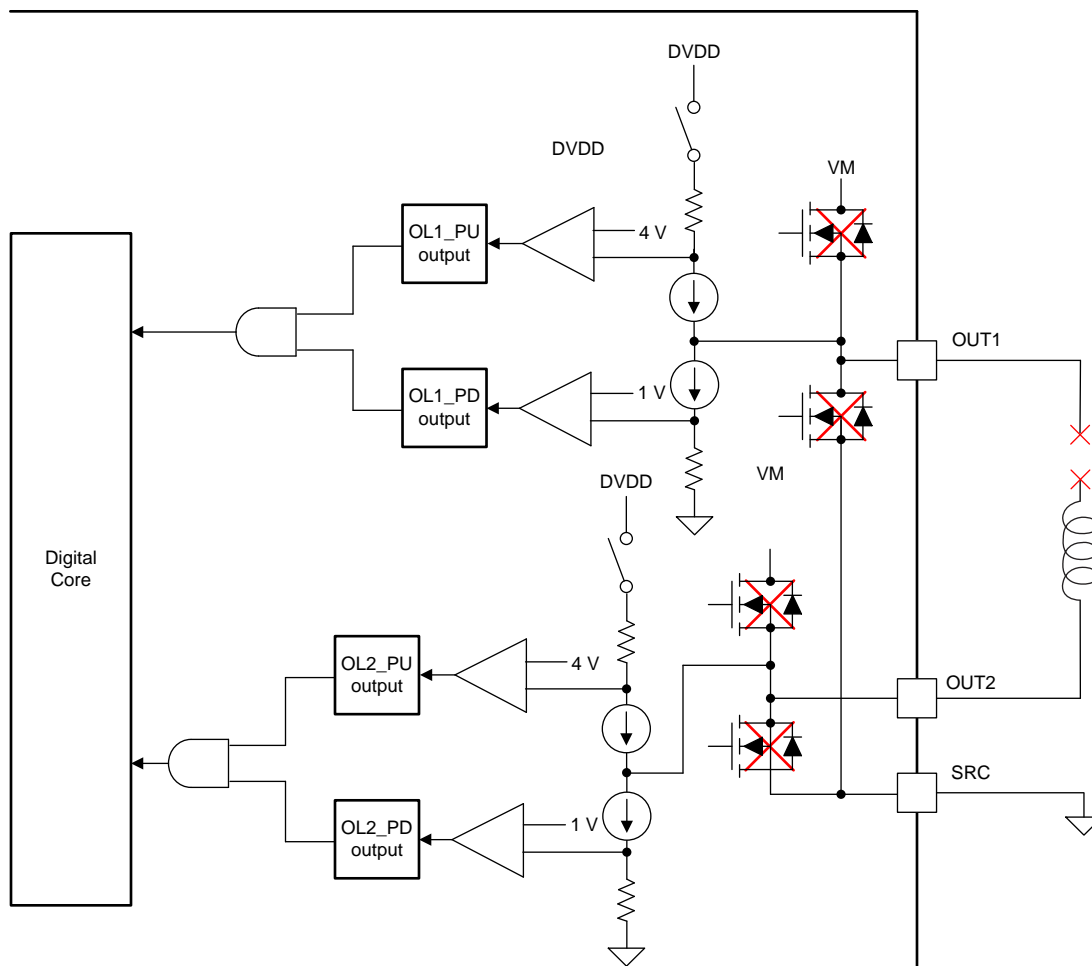 DVDD
DVDD
VM
OL1_PU
output
4 V
OUT1
OL1_PD
output
1 V
VM
DVDD
Digital
Core
OL2_PU
output
4 V
OUT2
SRC
OL2_PD
output
1 V